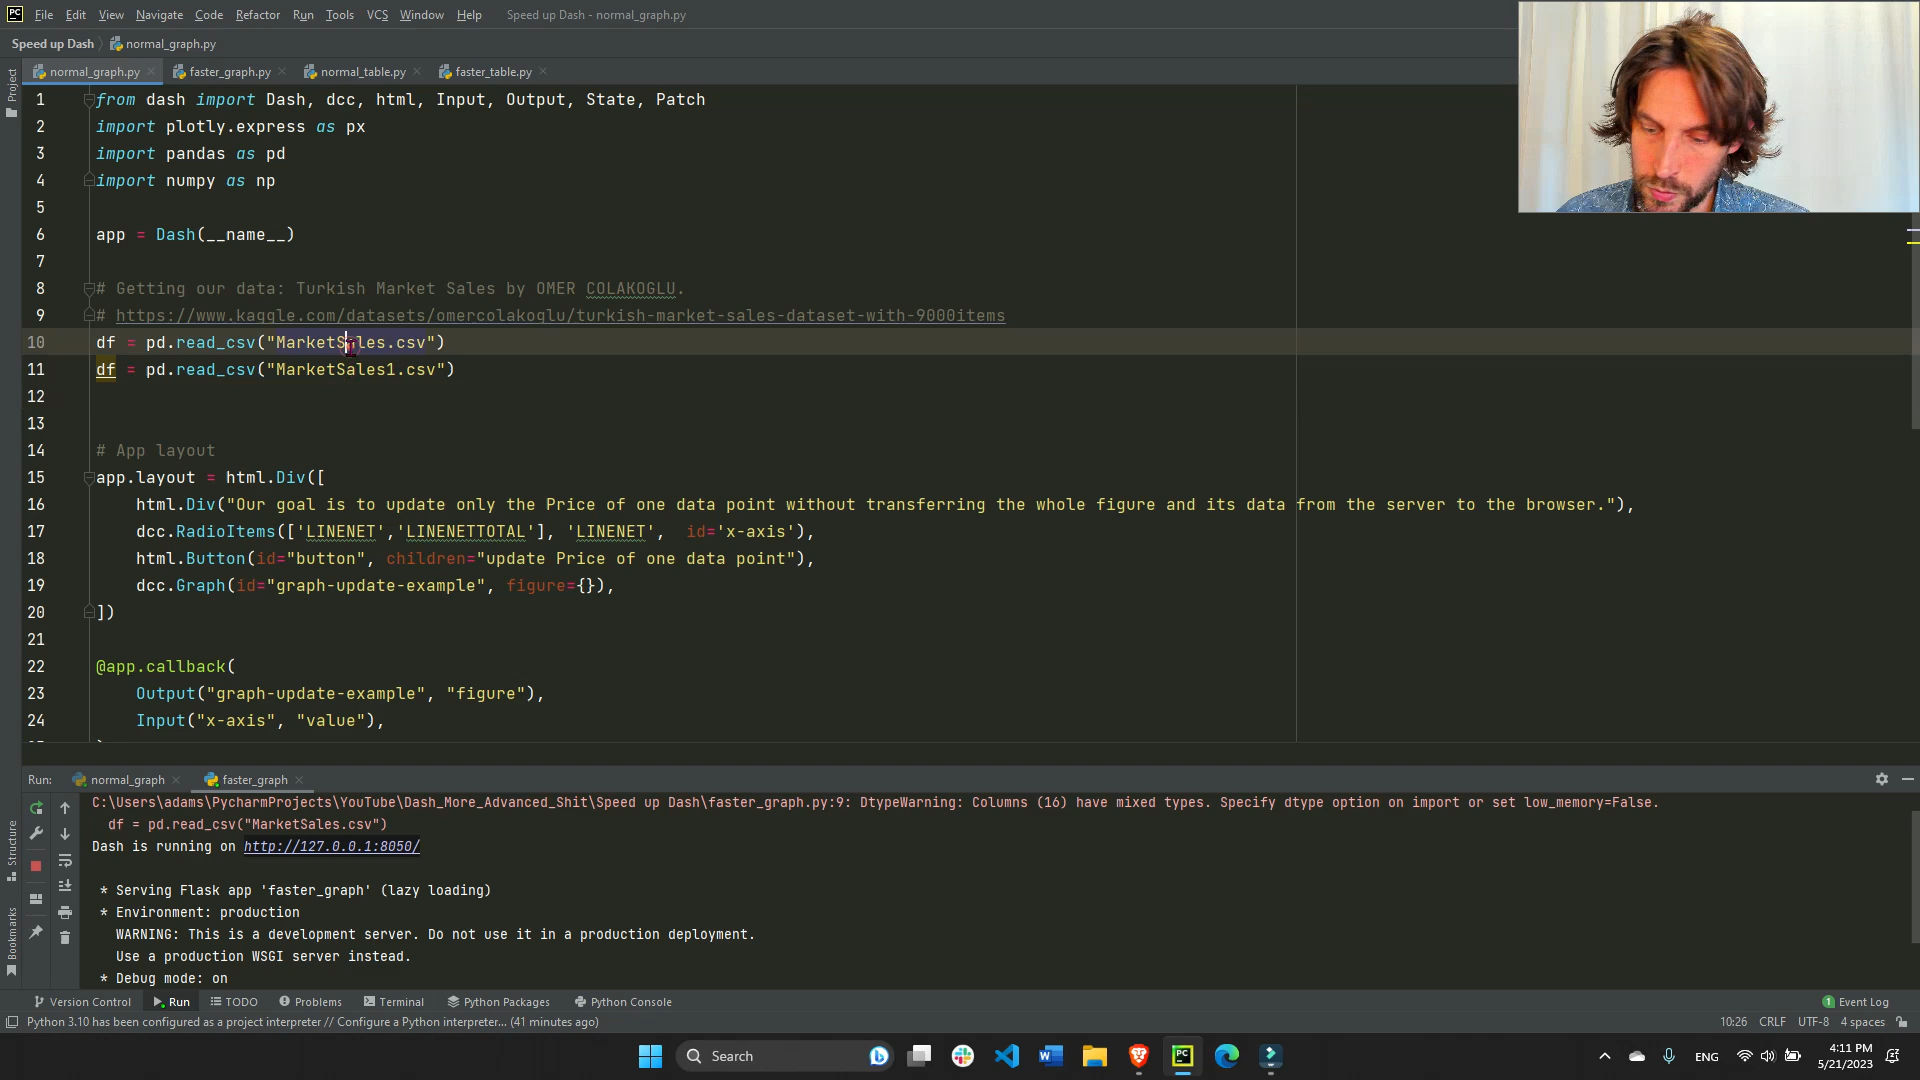 PC File Edit View Navigate Code Refactor Run Tools VCS Window Help Speed up Dash - normal_graph.py
Speed up Dash normal_graph.py
normal_graph.py faster_graph.py normal_table.py faster_table.py
Project
1 from dash import Dash, dcc, html, Input, Output, State, Patch
2 import plotly.express as px
3 import pandas as pd
4 import numpy as np
5
6 app = Dash(__name__)
7
8 # Getting our data: Turkish Market Sales by OMER COLAKOGLU.
9 # https://www.kaggle.com/datasets/omercolakoglu/turkish-market-sales-dataset-with-9000items
10 df = pd.read_csv("MarketSales.csv")
11 df = pd.read_csv("MarketSales1.csv")
12
13
14 # App layout
15 app.layout = html.Div([
16 html.Div("Our goal is to update only the Price of one data point without transferring the whole figure and its data from the server to the browser."),
17 dcc.RadioItems(['LINENET','LINENETTOTAL'], 'LINENET', id='x-axis'),
18 html.Button(id="button", children="update Price of one data point"),
19 dcc.Graph(id="graph-update-example", figure={}),
20 ])
21
22 @app.callback(
23 Output("graph-update-example", "figure"),
24 Input("x-axis", "value"),
Run: normal_graph faster_graph
C:\Users\adams\PycharmProjects\YouTube\Dash_More_Advanced_Shit\Speed up Dash\faster_graph.py:9: DtypeWarning: Columns (16) have mixed types. Specify dtype option on import or set low_memory=False.
df = pd.read_csv("MarketSales.csv")
Dash is running on http://127.0.0.1:8050/
* Serving Flask app 'faster_graph' (lazy loading)
* Environment: production
WARNING: This is a development server. Do not use it in a production deployment.
Use a production WSGI server instead.
* Debug mode: on
Structure
Bookmarks
Version Control Run TODO Problems Terminal Python Packages Python Console 1 Event Log
Python 3.10 has been configured as a project interpreter // Configure a Python interpreter... (41 minutes ago) 10:26 CRLF UTF-8 4 spaces
Search PC ENG 4:11 PM
5/21/2023